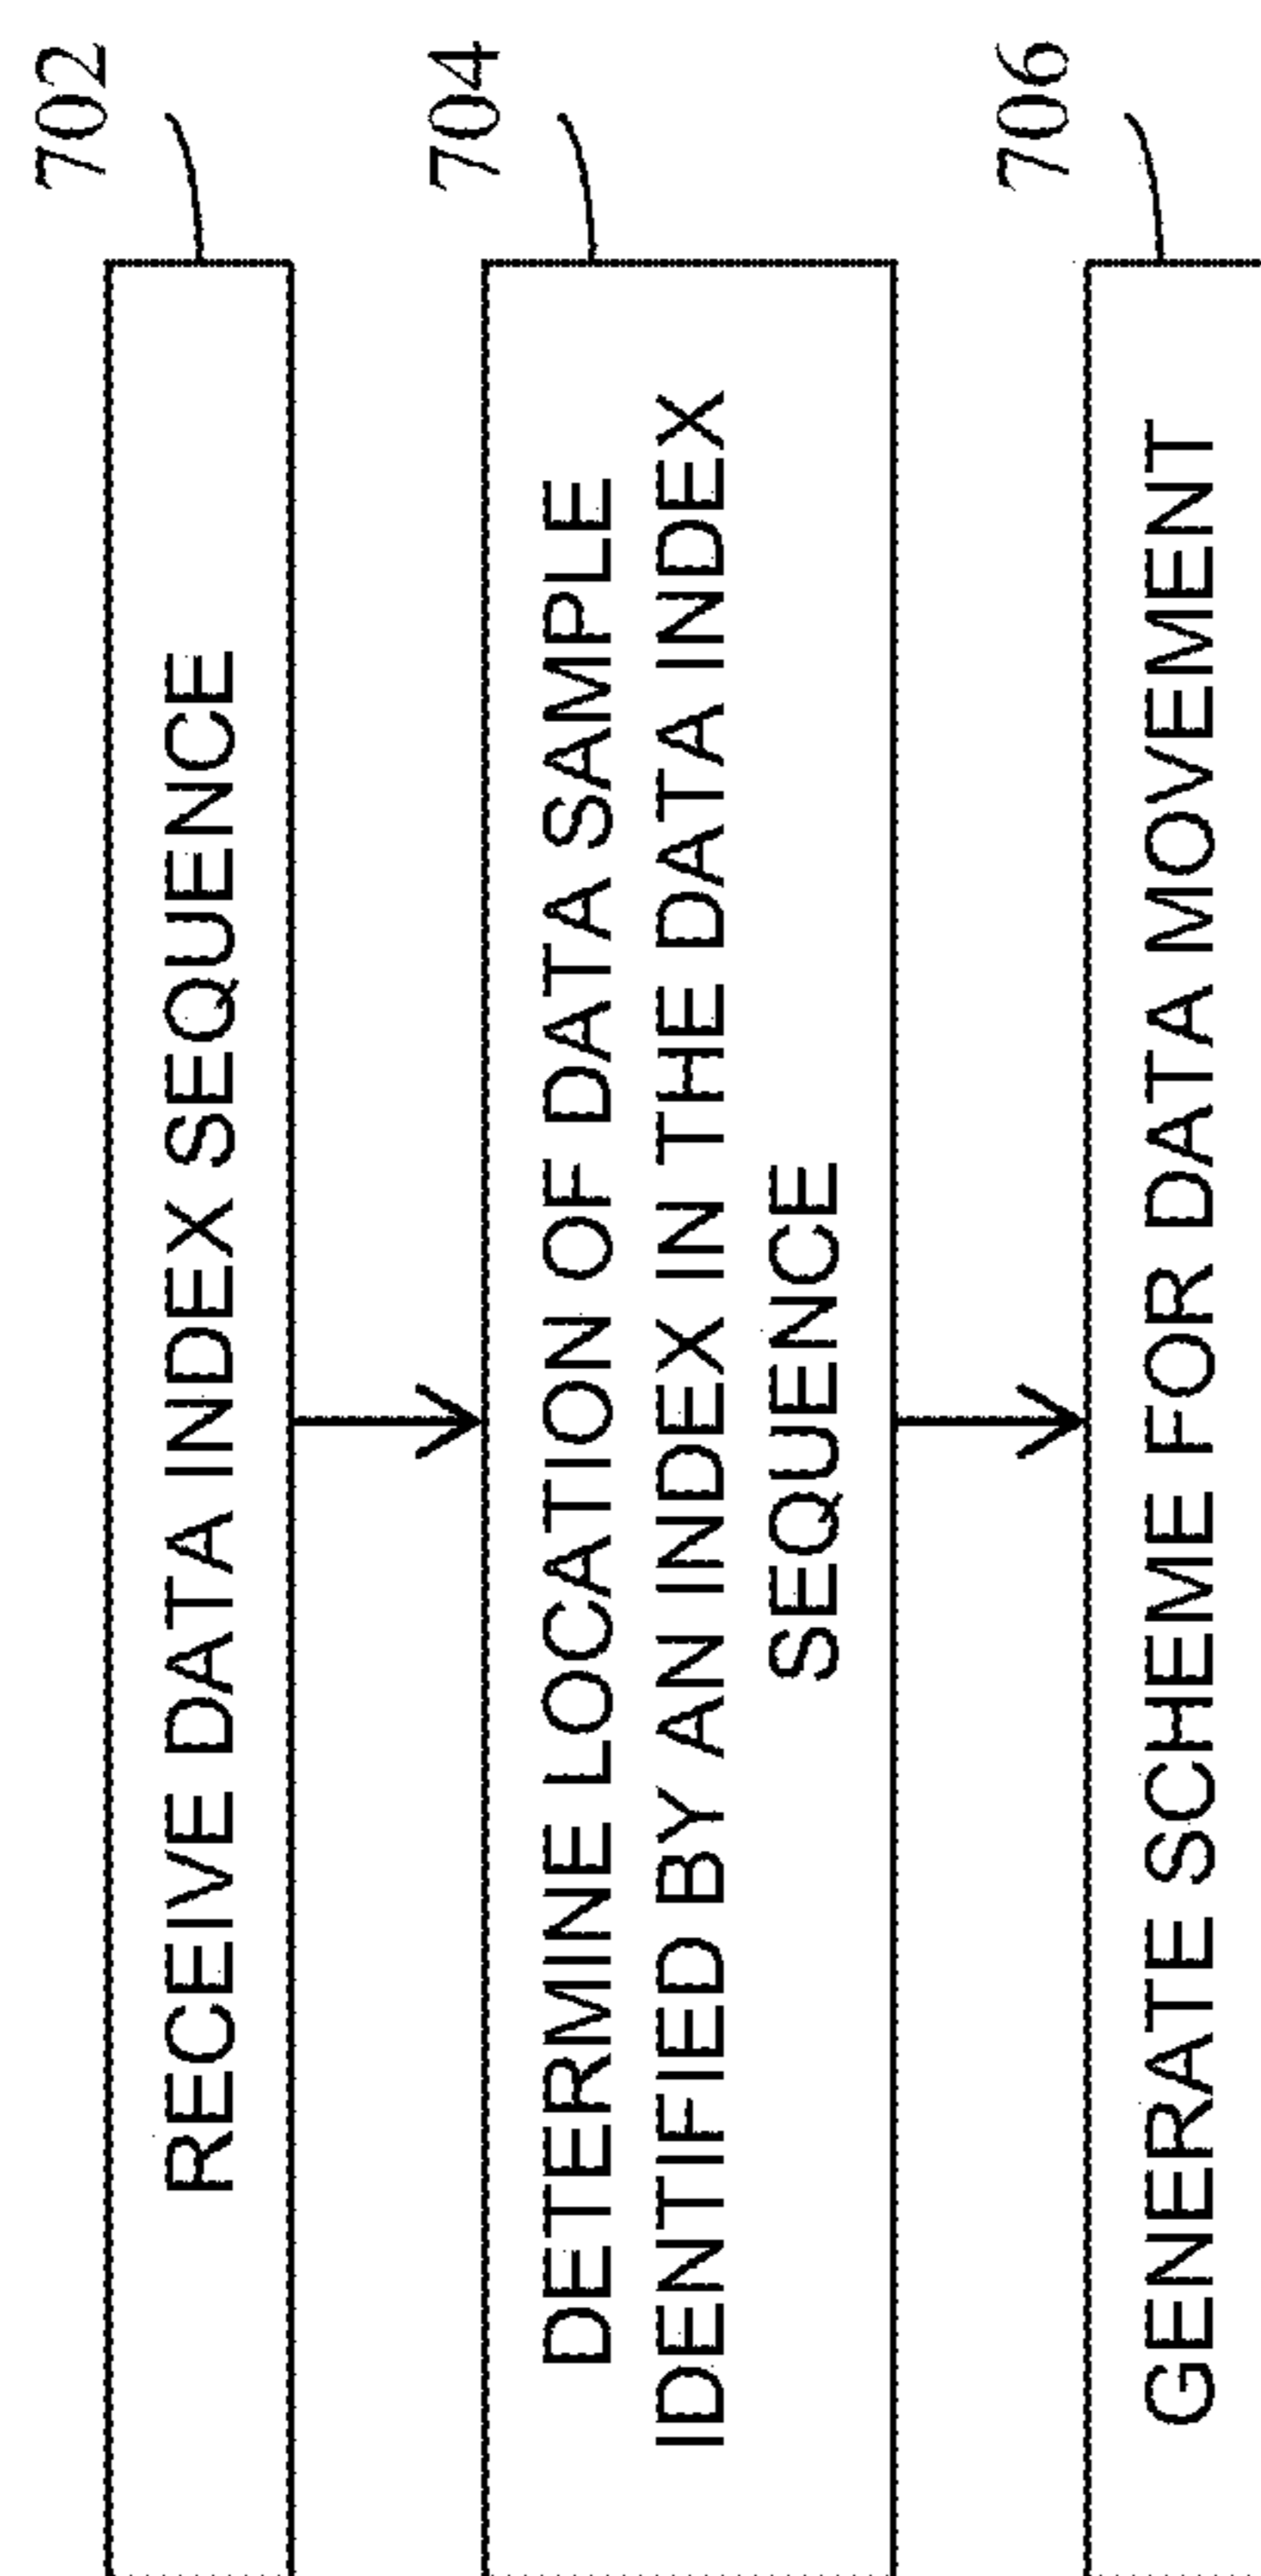 RECEIVE DATA INDEX SEQUENCE
702
DETERMINE LOCATION OF DATA SAMPLE
IDENTIFIED BY AN INDEX IN THE DATA INDEX
SEQUENCE
704
GENERATE SCHEME FOR DATA MOVEMENT
706